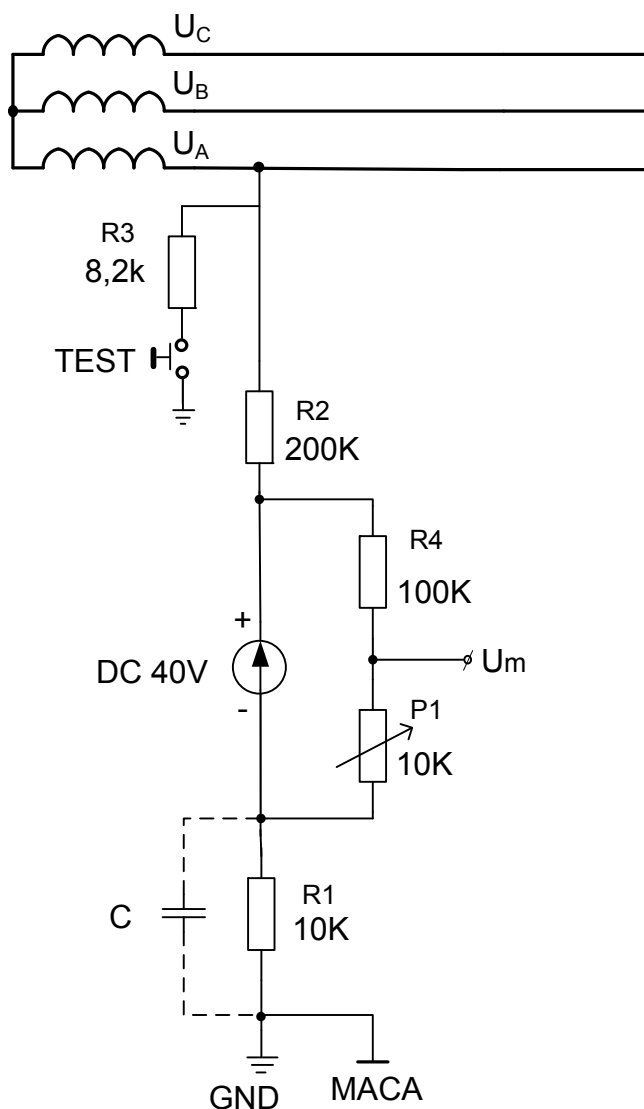 UC
UB
UA
R3
8,2k
TEST
R2
200K
R4
100K
+
DC 40V
Um
-
P1
10K
C
R1
10K
GND
MACA